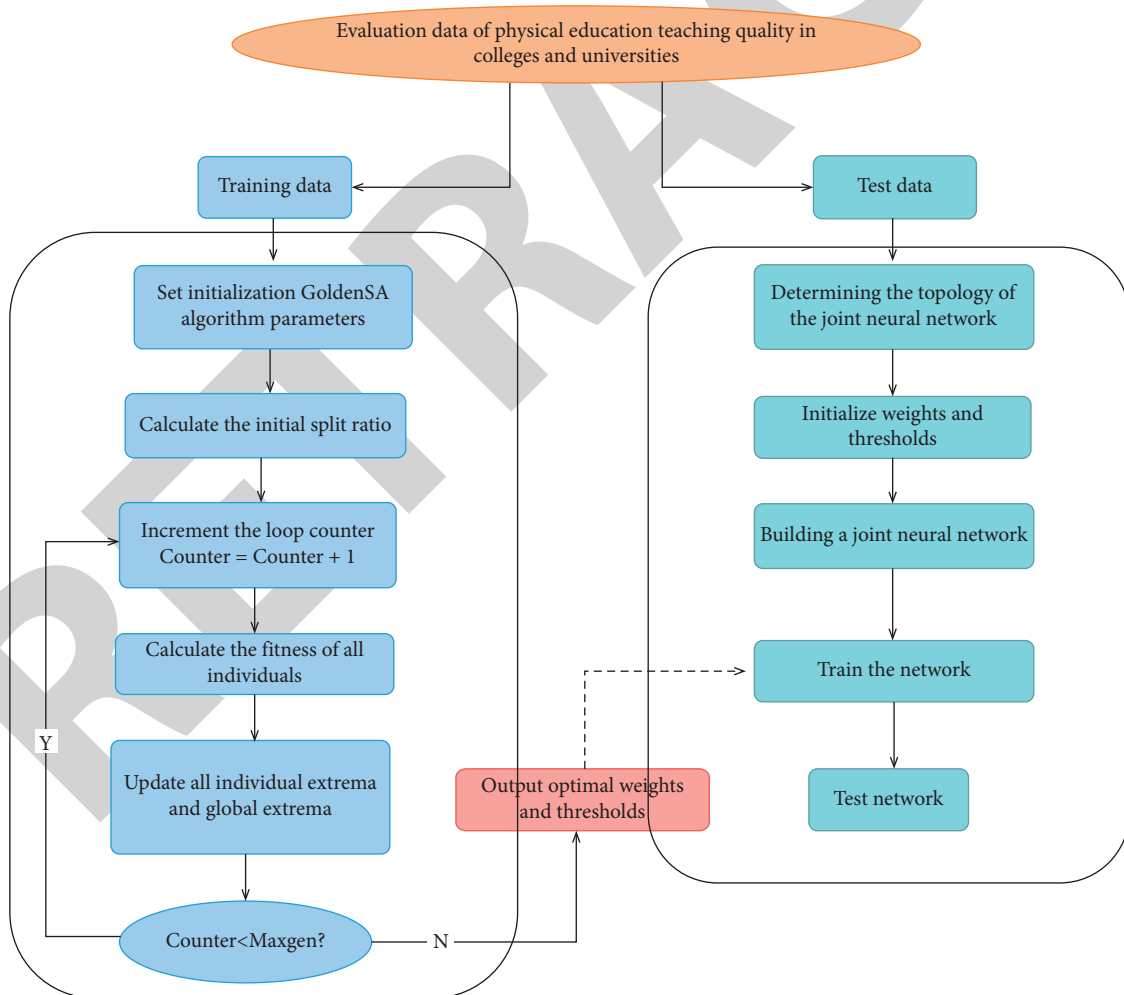 Evaluation data of physical education teaching quality in
colleges and universities
Training data
Test data
Set initialization GoldenSA
algorithm parameters
Calculate the initial split ratio
Increment the loop counter
Counter = Counter + 1
Calculate the fitness of all
individuals
Update all individual extrema
and global extrema
Counter<Maxgen?
Y
N
Output optimal weights
and thresholds
Determining the topology of
the joint neural network
Initialize weights and
thresholds
Building a joint neural network
Train the network
Test network
RETRAC